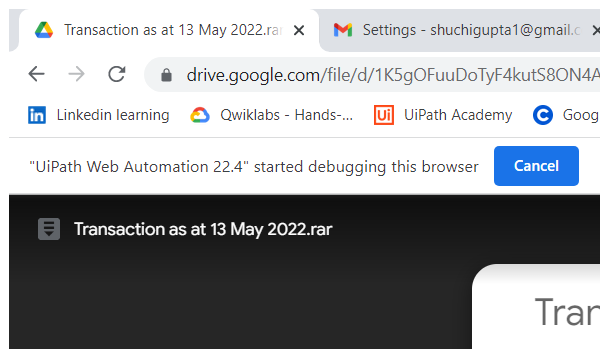 Transaction as at 13 May 2022.rar
Settings - shuchigupta1@gmail.c
drive.google.com/file/d/1K5gOFuuDoTyF4kutS8ON4A
Linkedin learning Qwiklabs - Hands-... UiPath Academy Goog
"UiPath Web Automation 22.4" started debugging this browser Cancel
Transaction as at 13 May 2022.rar
Tran